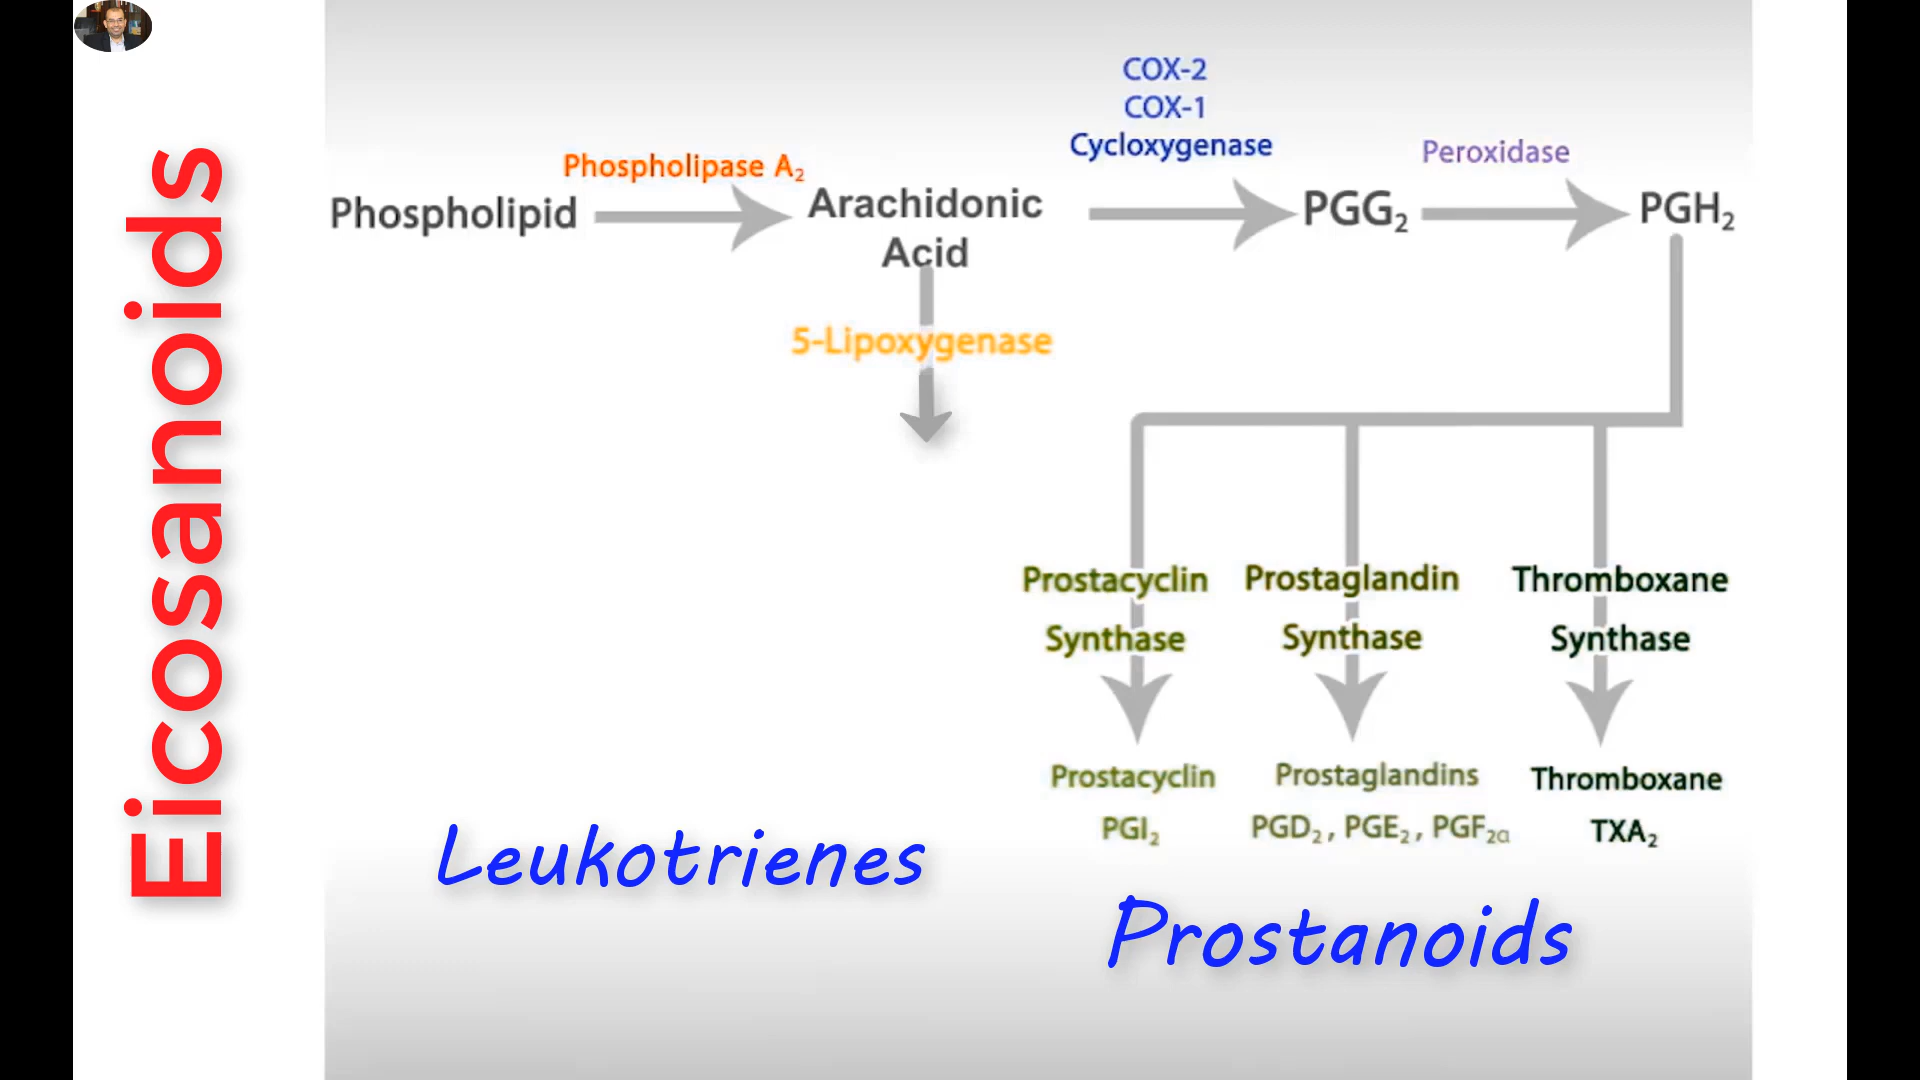 Eicosanoids
COX-2
COX-1
Cycloxygenase
Peroxidase
Phospholipase A₂
Phospholipid
Arachidonic
Acid
PGG₂
PGH₂
5-Lipoxygenase
Prostacyclin
Synthase
Prostaglandin
Synthase
Thromboxane
Synthase
Prostacyclin
PGI₂
Prostaglandins
PGD₂, PGE₂, PGF₂α
Thromboxane
TXA₂
Leukotrienes
Prostanoids